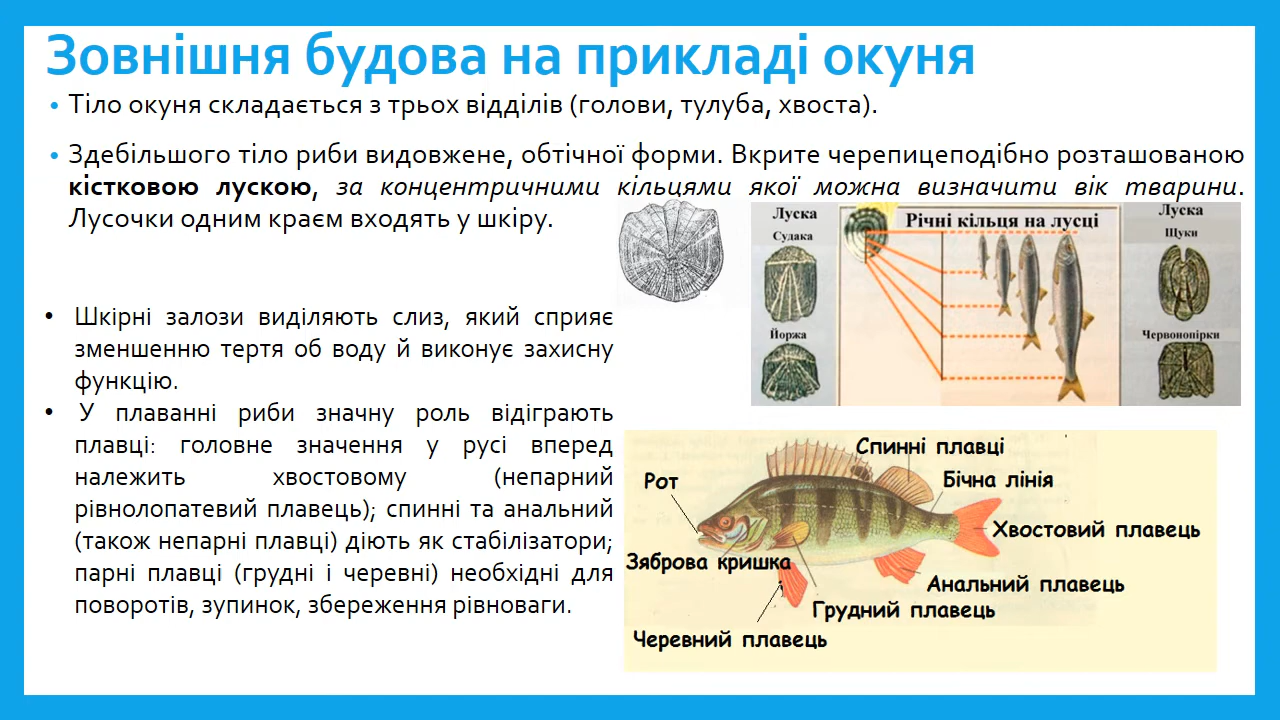 Зовнішня будова на прикладі окуня
• Тіло окуня складається з трьох відділів (голови, тулуба, хвоста).
• Здебільшого тіло риби видовжене, обтічної форми. Вкрите черепицеподібно розташованою
кістковою лускою, за концентричними кільцями якої можна визначити вік тварини.
Лусочки одним краєм входять у шкіру.
Луска
Судака
Йоржа
Річні кільця на лусці
Луска
Щуки
Червонопірки
• Шкірні залози виділяють слиз, який сприяє
зменшенню тертя об воду й виконує захисну
функцію.
• У плаванні риби значну роль відіграють
плавці: головне значення у русі вперед
належить хвостовому (непарний
рівнолопатевий плавець); спинні та анальний
(також непарні плавці) діють як стабілізатори;
парні плавці (грудні і черевні) необхідні для
поворотів, зупинок, збереження рівноваги.
Спинні плавці
Рот
Бічна лінія
Хвостовий плавець
Зяброва кришка
Анальний плавець
Грудний плавець
Черевний плавець